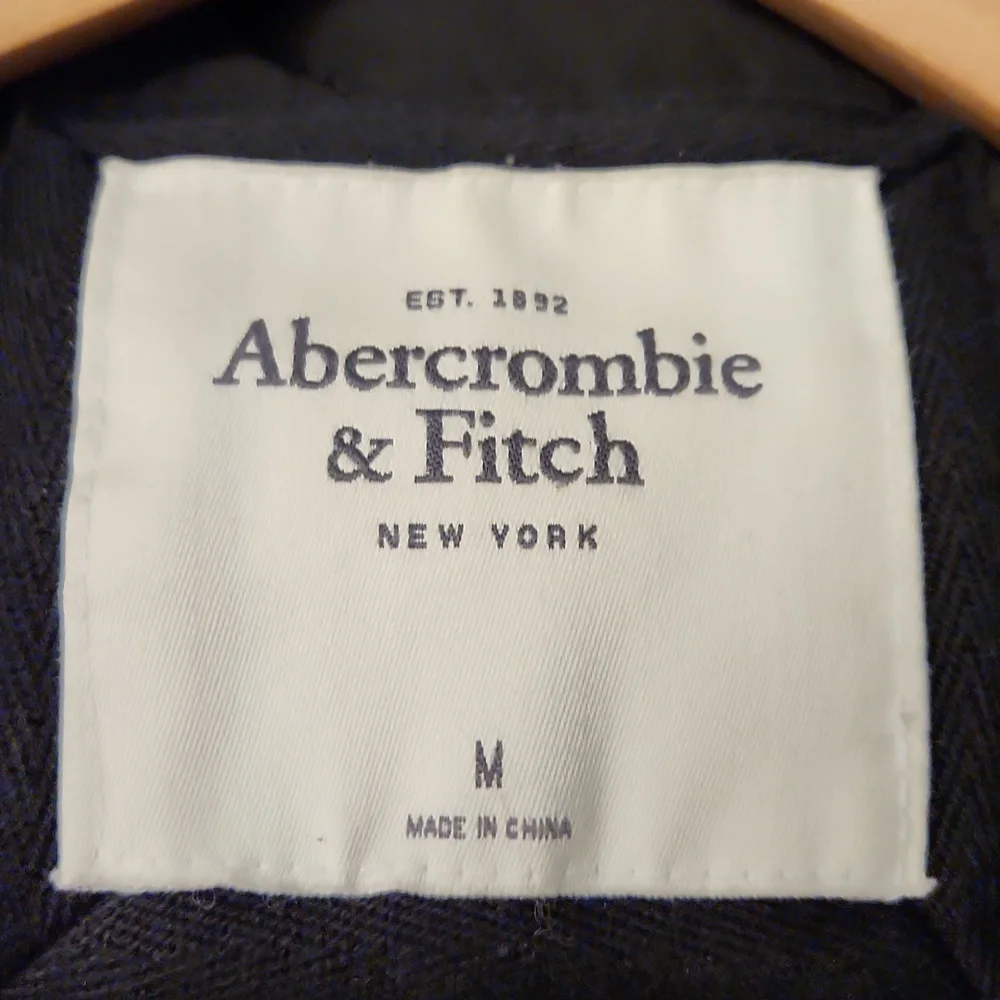 EST. 1892
Abercrombie
& Fitch
NEW YORK
M
MADE IN CHINA